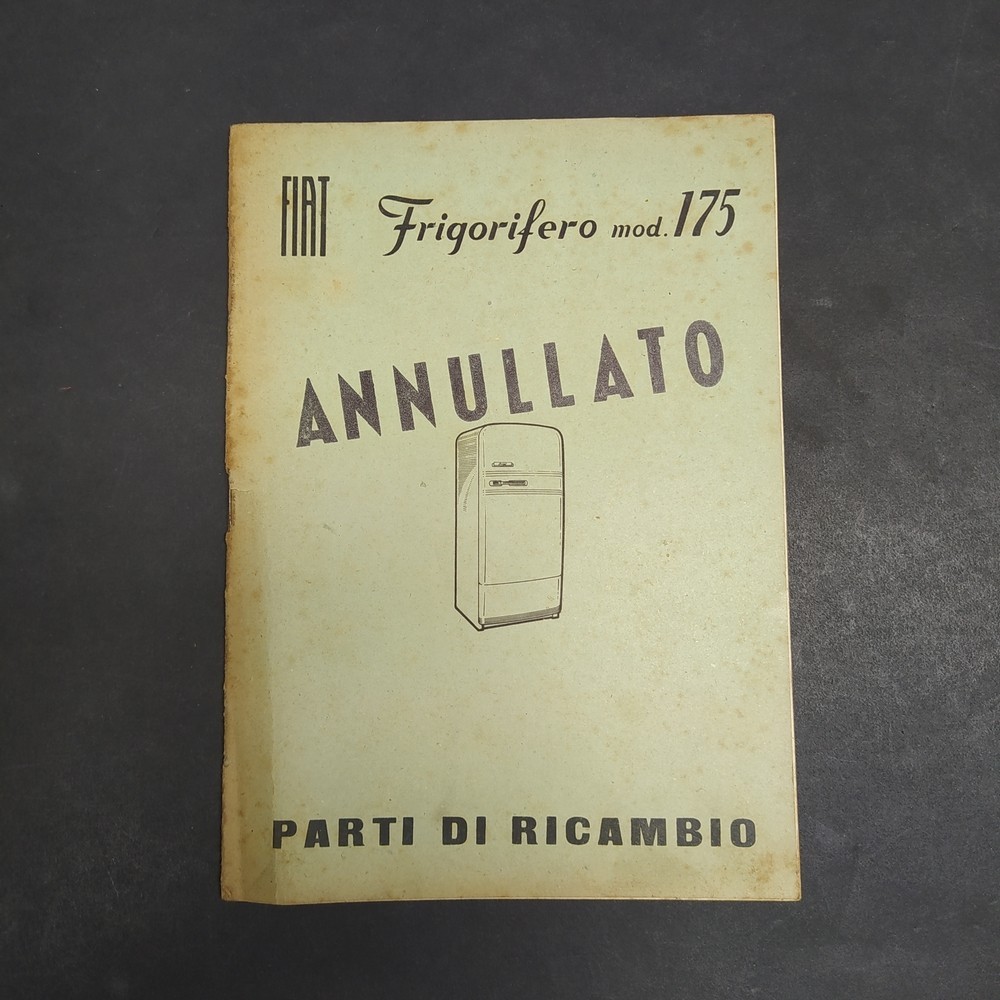 FIAT Frigorifero mod. 175
ANNULLATO
PARTI DI RICAMBIO